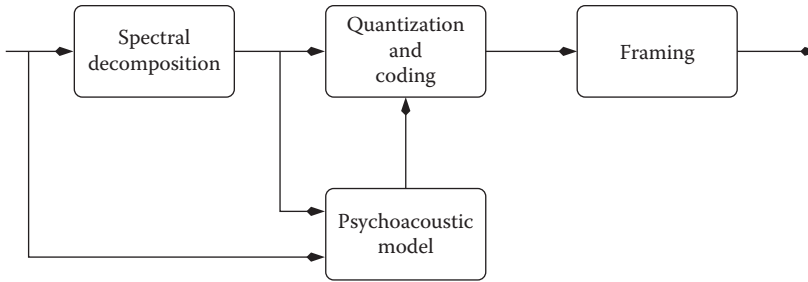 Spectral
decomposition
Quantization
and
coding
Framing
Psychoacoustic
model